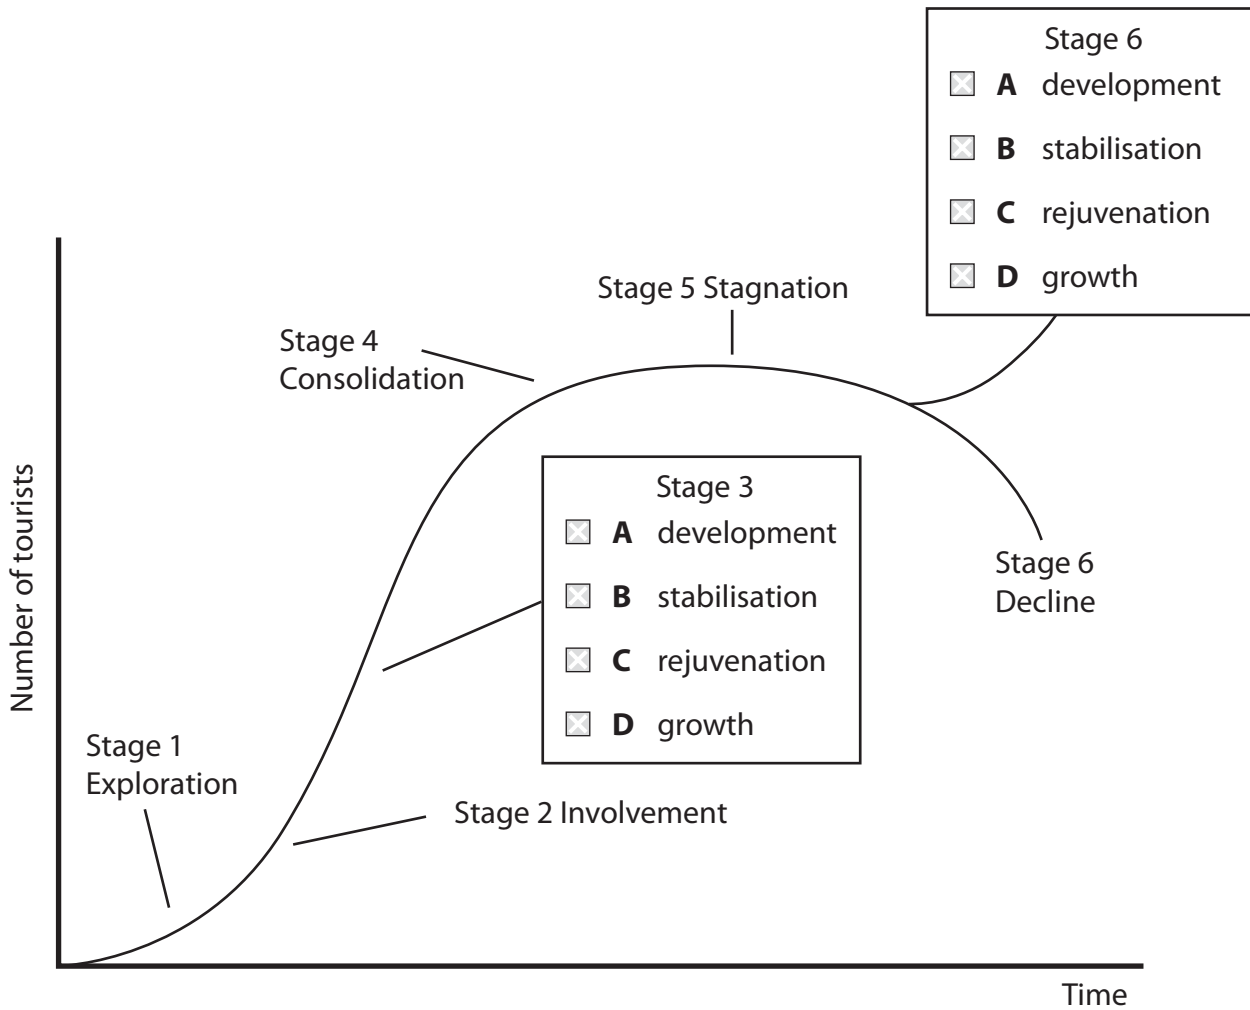 Stage 6
A development
B stabilisation
C rejuvenation
D growth
Stage 5 Stagnation
Stage 4
Consolidation
Stage 3
A development
B stabilisation
C rejuvenation
D growth
Stage 6
Decline
Number of tourists
Stage 1
Exploration
Stage 2 Involvement
Time